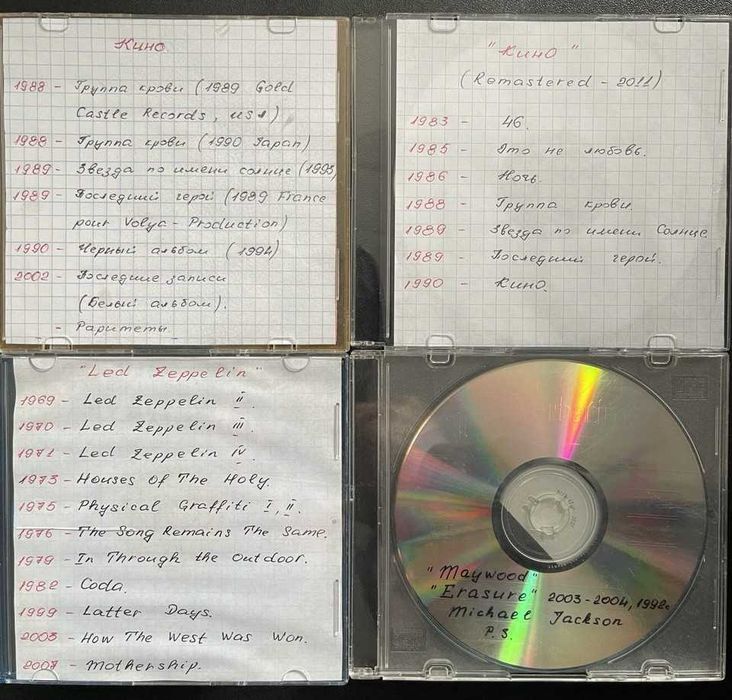 Кино
1988 - Группа крови (1989 Gold
Castle Records, USA)
1988 - Группа крови (1990 Japan)
1989 - Звезда по имени солнце (1993)
1989 - Последний герой (1989 France
pour Volya - Production)
1990 - Черный альбом (1994)
2002 - Последние записи
(Белый альбом).
- Раритеты.
"Кино"
(Remastered - 2011)
1983 - 46.
1985 - Это не любовь.
1986 - Ночь.
1988 - Группа крови.
1989 - Звезда по имени Солнце.
1989 - Последний герой.
1990 - Кино.
"Led Zeppelin"
1969 - Led Zeppelin II.
1970 - Led Zeppelin III.
1971 - Led Zeppelin IV.
1973 - Houses Of The Holy.
1975 - Physical Graffiti I, II.
1976 - The Song Remains The Same.
1979 - In Through the Outdoor.
1982 - Coda.
1999 - Latter Days.
2003 - How The West Was Won.
2007 - Mothership.
"Maywood"
"Erasure" 2003-2004, 1992г.
Michael Jackson
P.S.